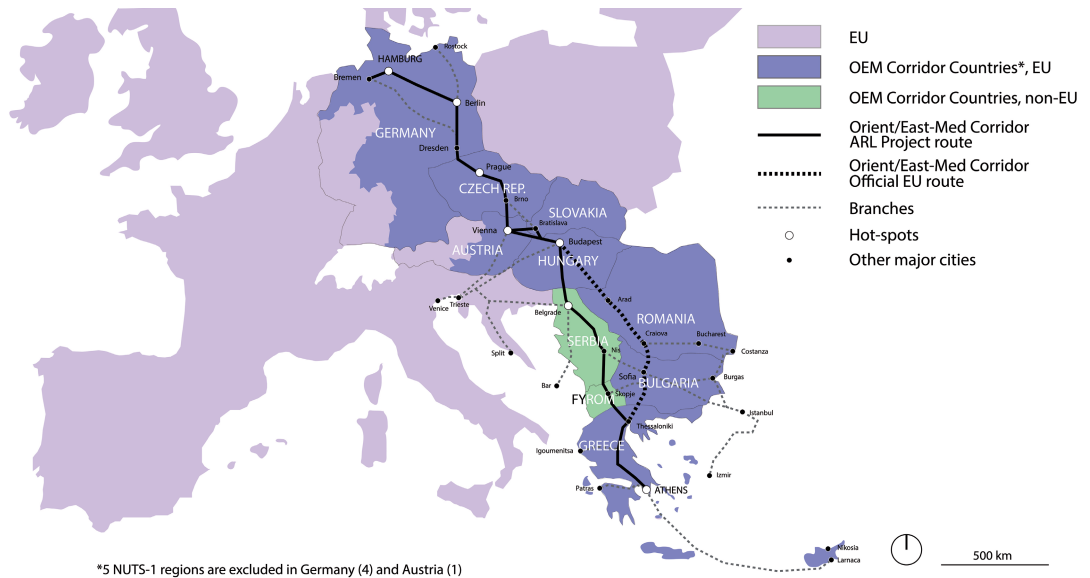 Rostock
HAMBURG
Bremen
Berlin
GERMANY
Dresden
Prague
CZECH REP.
Brno
SLOVAKIA
Bratislava
Vienna
Budapest
AUSTRIA
HUNGARY
Venice
Trieste
Arad
Belgrade
ROMANIA
Craiova
Bucharest
SERBIA
Nis
Costanza
Split
Sofia
BULGARIA
Burgas
Bar
Skopje
FYROM
Istanbul
Thessaloniki
Igoumenitsa
GREECE
Izmir
Patras
ATHENS
Nikosia
Larnaca
EU
OEM Corridor Countries*, EU
OEM Corridor Countries, non-EU
Orient/East-Med Corridor
ARL Project route
Orient/East-Med Corridor
Official EU route
Branches
Hot-spots
Other major cities
500 km
*5 NUTS-1 regions are excluded in Germany (4) and Austria (1)